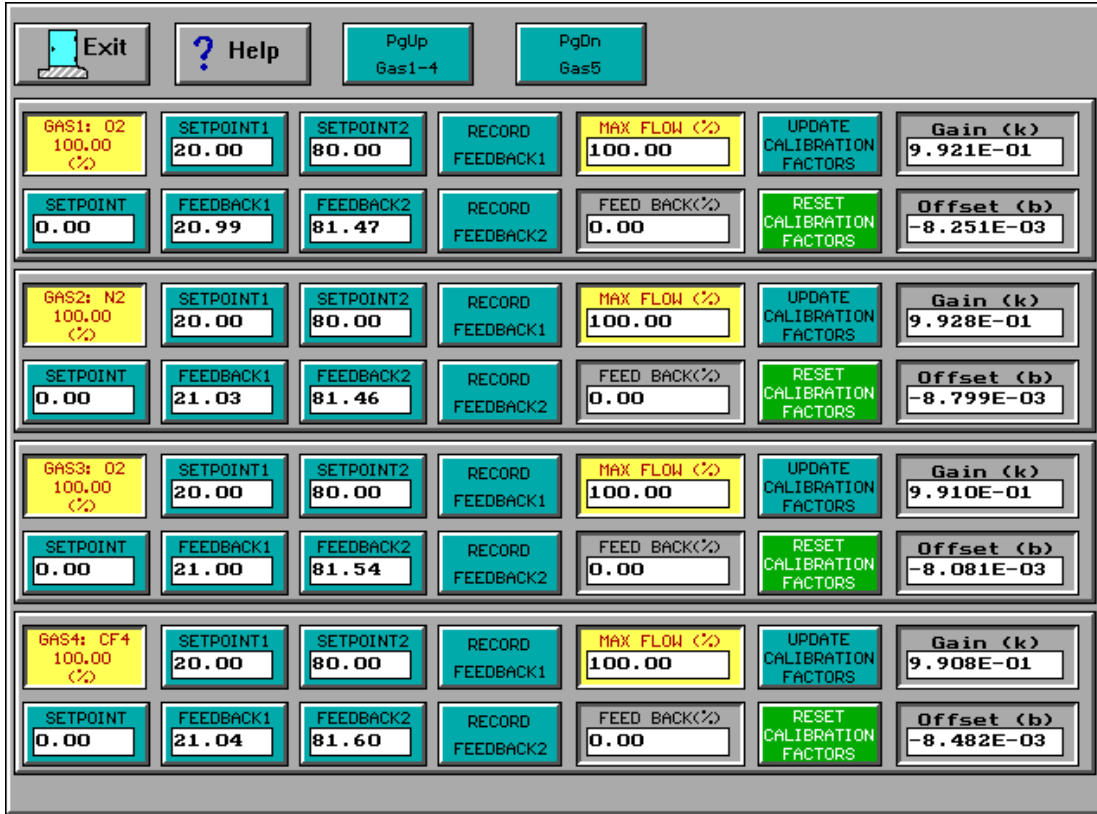 Exit
? Help
PgUp
Gas1-4
PgDn
Gas5
GAS1: O2
100.00
(%)
SETPOINT1
20.00
SETPOINT2
80.00
RECORD
FEEDBACK1
MAX FLOW (%)
100.00
UPDATE
CALIBRATION
FACTORS
Gain (k)
9.921E-01
SETPOINT
0.00
FEEDBACK1
20.99
FEEDBACK2
81.47
RECORD
FEEDBACK2
FEED BACK(%)
0.00
RESET
CALIBRATION
FACTORS
Offset (b)
-8.251E-03
GAS2: N2
100.00
(%)
SETPOINT1
20.00
SETPOINT2
80.00
RECORD
FEEDBACK1
MAX FLOW (%)
100.00
UPDATE
CALIBRATION
FACTORS
Gain (k)
9.928E-01
SETPOINT
0.00
FEEDBACK1
21.03
FEEDBACK2
81.46
RECORD
FEEDBACK2
FEED BACK(%)
0.00
RESET
CALIBRATION
FACTORS
Offset (b)
-8.799E-03
GAS3: O2
100.00
(%)
SETPOINT1
20.00
SETPOINT2
80.00
RECORD
FEEDBACK1
MAX FLOW (%)
100.00
UPDATE
CALIBRATION
FACTORS
Gain (k)
9.910E-01
SETPOINT
0.00
FEEDBACK1
21.00
FEEDBACK2
81.54
RECORD
FEEDBACK2
FEED BACK(%)
0.00
RESET
CALIBRATION
FACTORS
Offset (b)
-8.081E-03
GAS4: CF4
100.00
(%)
SETPOINT1
20.00
SETPOINT2
80.00
RECORD
FEEDBACK1
MAX FLOW (%)
100.00
UPDATE
CALIBRATION
FACTORS
Gain (k)
9.908E-01
SETPOINT
0.00
FEEDBACK1
21.04
FEEDBACK2
81.60
RECORD
FEEDBACK2
FEED BACK(%)
0.00
RESET
CALIBRATION
FACTORS
Offset (b)
-8.482E-03